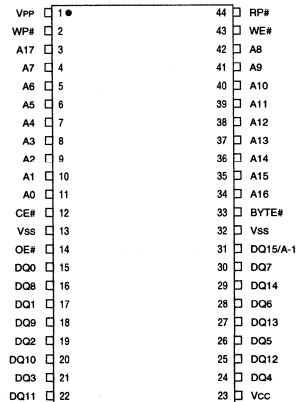 VPP 1 44 RP#
WP# 2 43 WE#
A17 3 42 A8
A7 4 41 A9
A6 5 40 A10
A5 6 39 A11
A4 7 38 A12
A3 8 37 A13
A2 9 36 A14
A1 10 35 A15
A0 11 34 A16
CE# 12 33 BYTE#
VSS 13 32 VSS
OE# 14 31 DQ15/A-1
DQ0 15 30 DQ7
DQ8 16 29 DQ14
DQ1 17 28 DQ6
DQ9 18 27 DQ13
DQ2 19 26 DQ5
DQ10 20 25 DQ12
DQ3 21 24 DQ4
DQ11 22 23 VCC